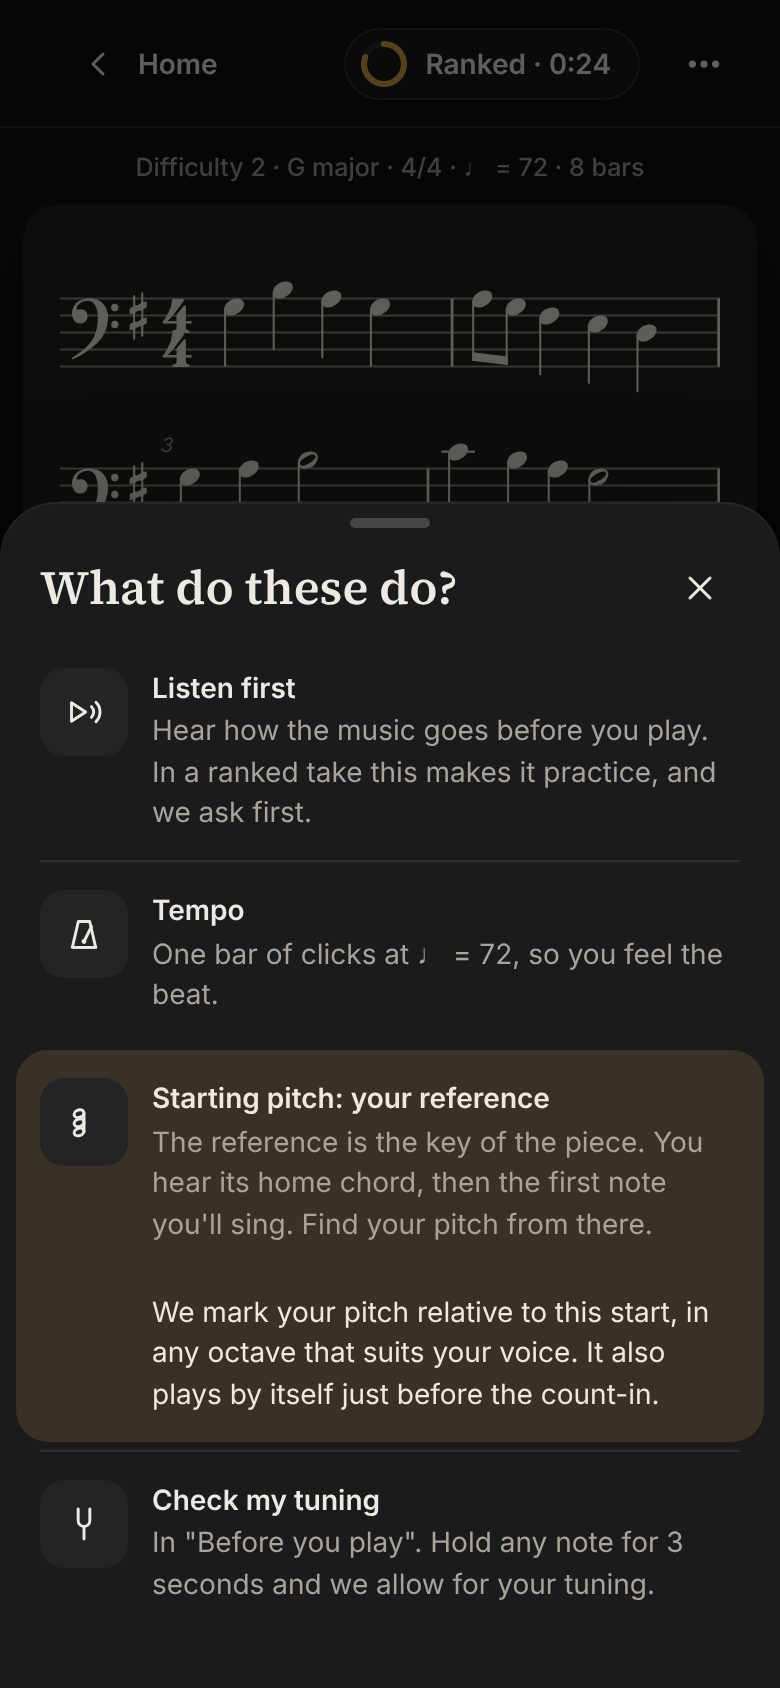 Home
Ranked · 0:24
Difficulty 2 · G major · 4/4 · ♩ = 72 · 8 bars
4
4
3
What do these do?
Listen first
Hear how the music goes before you play.
In a ranked take this makes it practice, and
we ask first.
Tempo
One bar of clicks at ♩ = 72, so you feel the
beat.
Starting pitch: your reference
The reference is the key of the piece. You
hear its home chord, then the first note
you'll sing. Find your pitch from there.
We mark your pitch relative to this start, in
any octave that suits your voice. It also
plays by itself just before the count-in.
Check my tuning
In "Before you play". Hold any note for 3
seconds and we allow for your tuning.